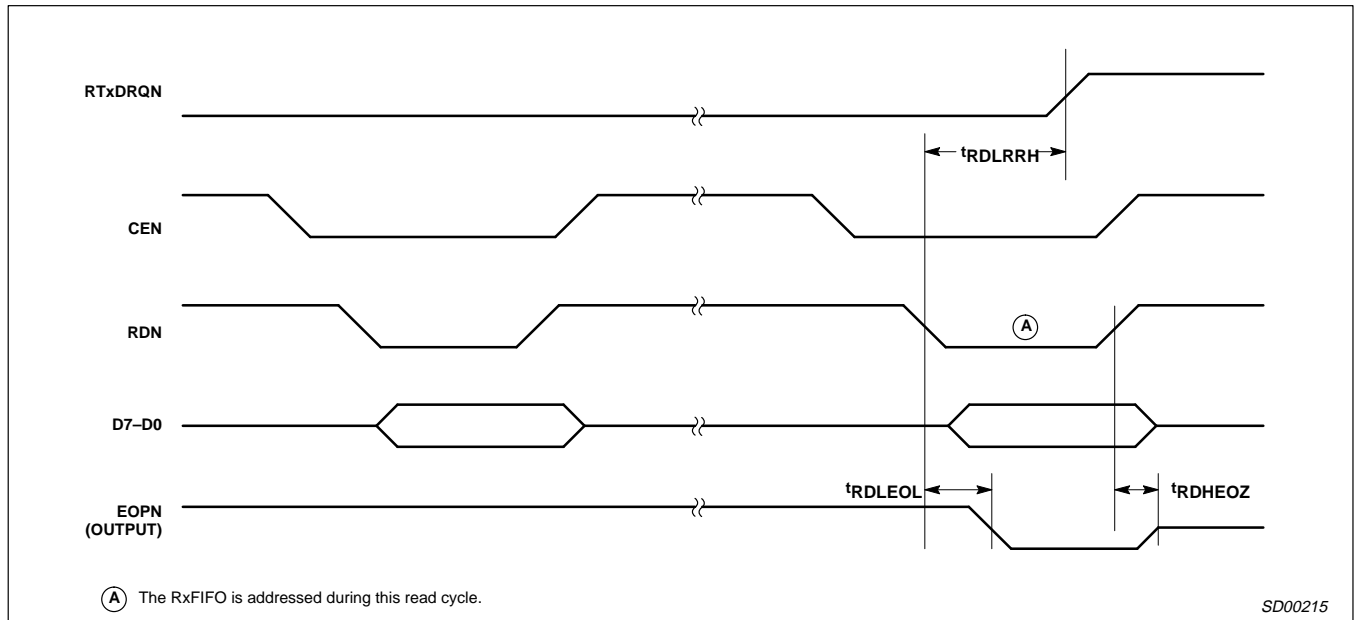 RTxDRQN
tRDLRRH
CEN
RDN
A
D7–D0
tRDLEOL
tRDHEOZ
EOPN
(OUTPUT)
A The RxFIFO is addressed during this read cycle.
SD00215